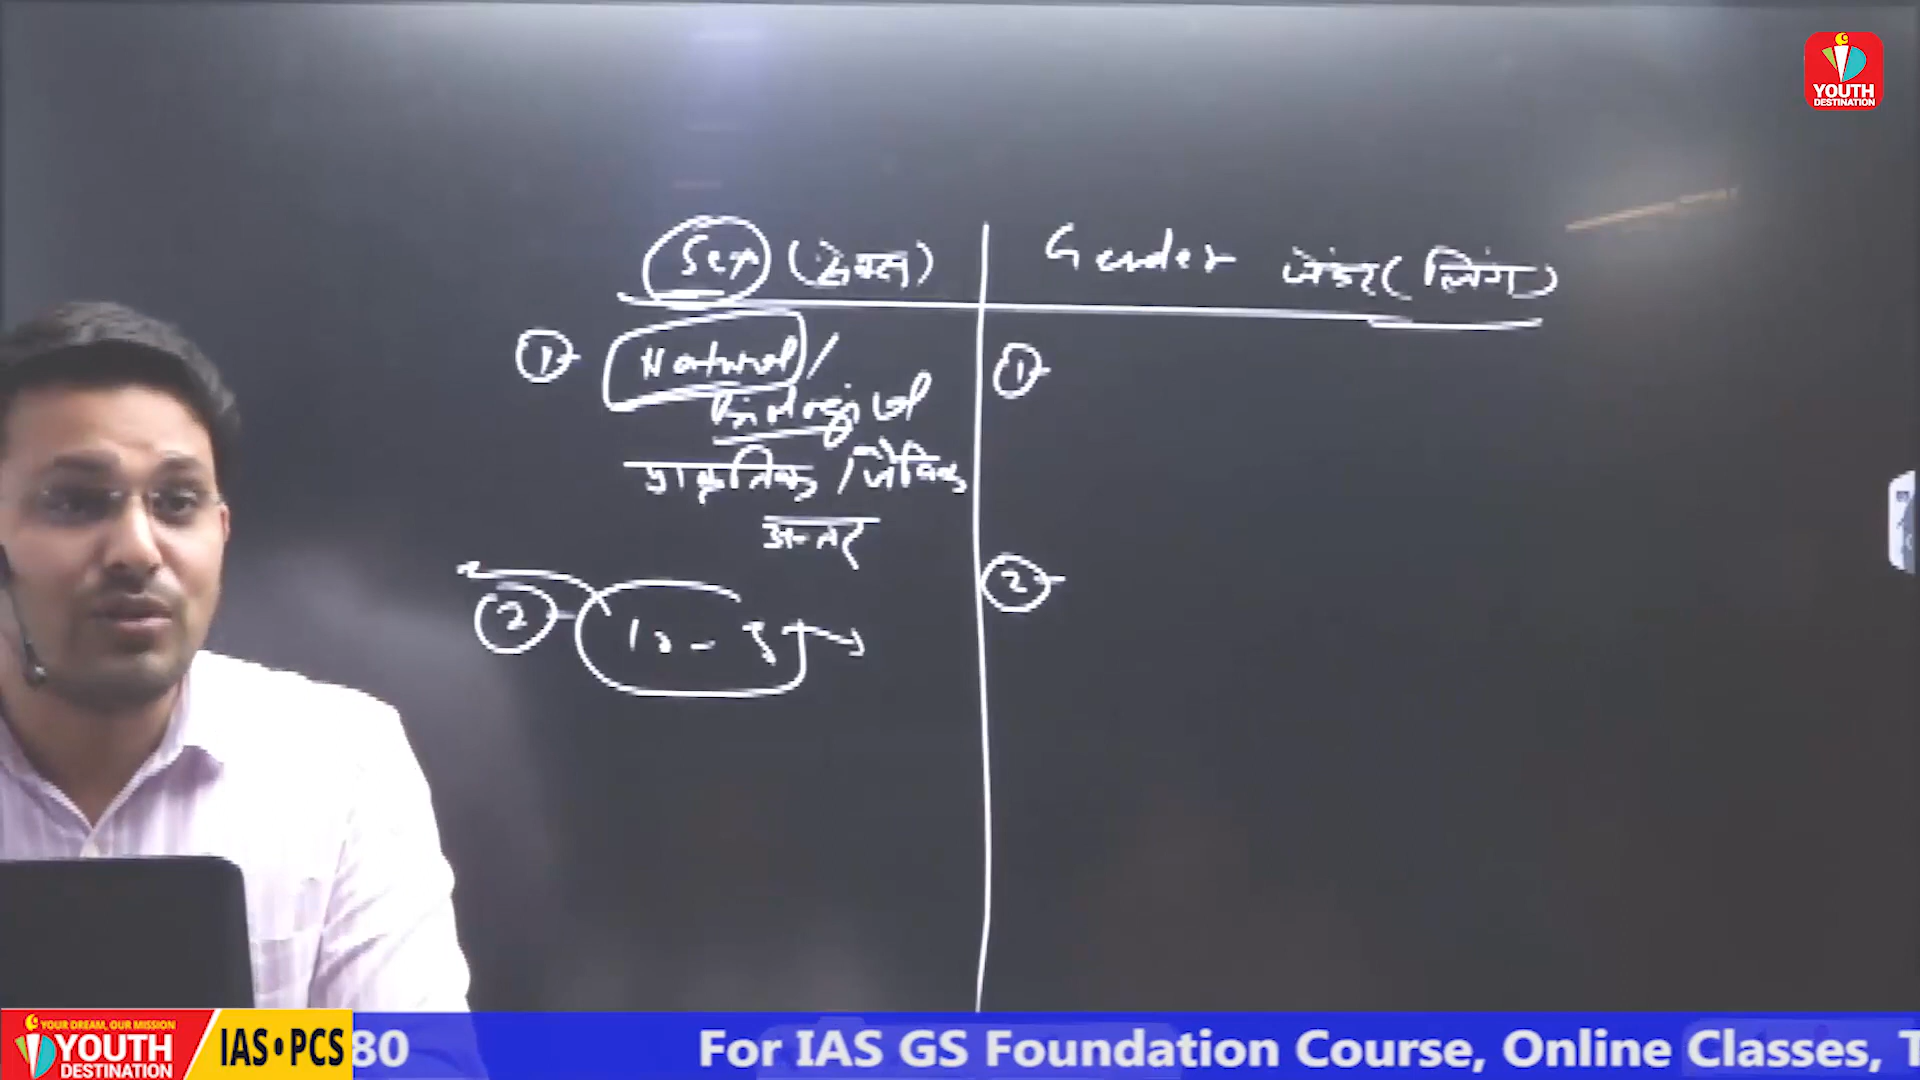 YOUTH
DESTINATION
Sex (सेक्स) Gender जेंडर (लिंग)
① Natural/ ①
Biological
प्राकृतिक / जैविक
अन्तर
② ②
YOUR DREAM, OUR MISSION
YOUTH
DESTINATION
IAS•PCS 80 For IAS GS Foundation Course, Online Classes, T